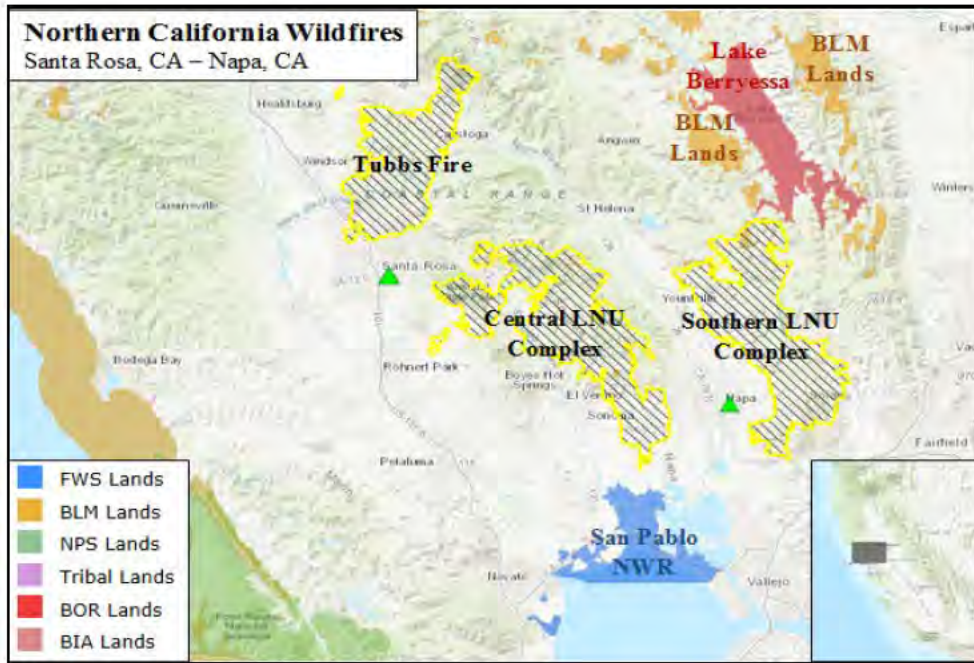 Northern California Wildfires
Santa Rosa, CA – Napa, CA
Lake
Berryessa
BLM
Lands
BLM
Lands
Healdsburg
Calistoga
Angwin
Tubbs Fire
COASTAL RANGE
St Helena
Winters
Santa Rosa
Yountville
Central LNU
Complex
Southern LNU
Complex
Bodega Bay
Rohnert Park
Boyes Hot
Springs
El Verano
Sonoma
Napa
Napa
Petaluma
Fairfield
San Pablo
NWR
Novato
Vallejo
FWS Lands
BLM Lands
NPS Lands
Tribal Lands
BOR Lands
BIA Lands